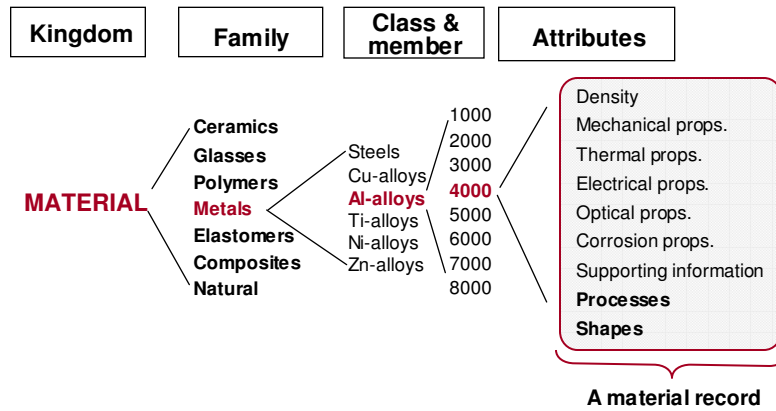 Kingdom
Family
Class &
member
Attributes
MATERIAL
Ceramics
Glasses
Polymers
Metals
Elastomers
Composites
Natural
Steels
Cu-alloys
Al-alloys
Ti-alloys
Ni-alloys
Zn-alloys
1000
2000
3000
4000
5000
6000
7000
8000
Density
Mechanical props.
Thermal props.
Electrical props.
Optical props.
Corrosion props.
Supporting information
Processes
Shapes
A material record